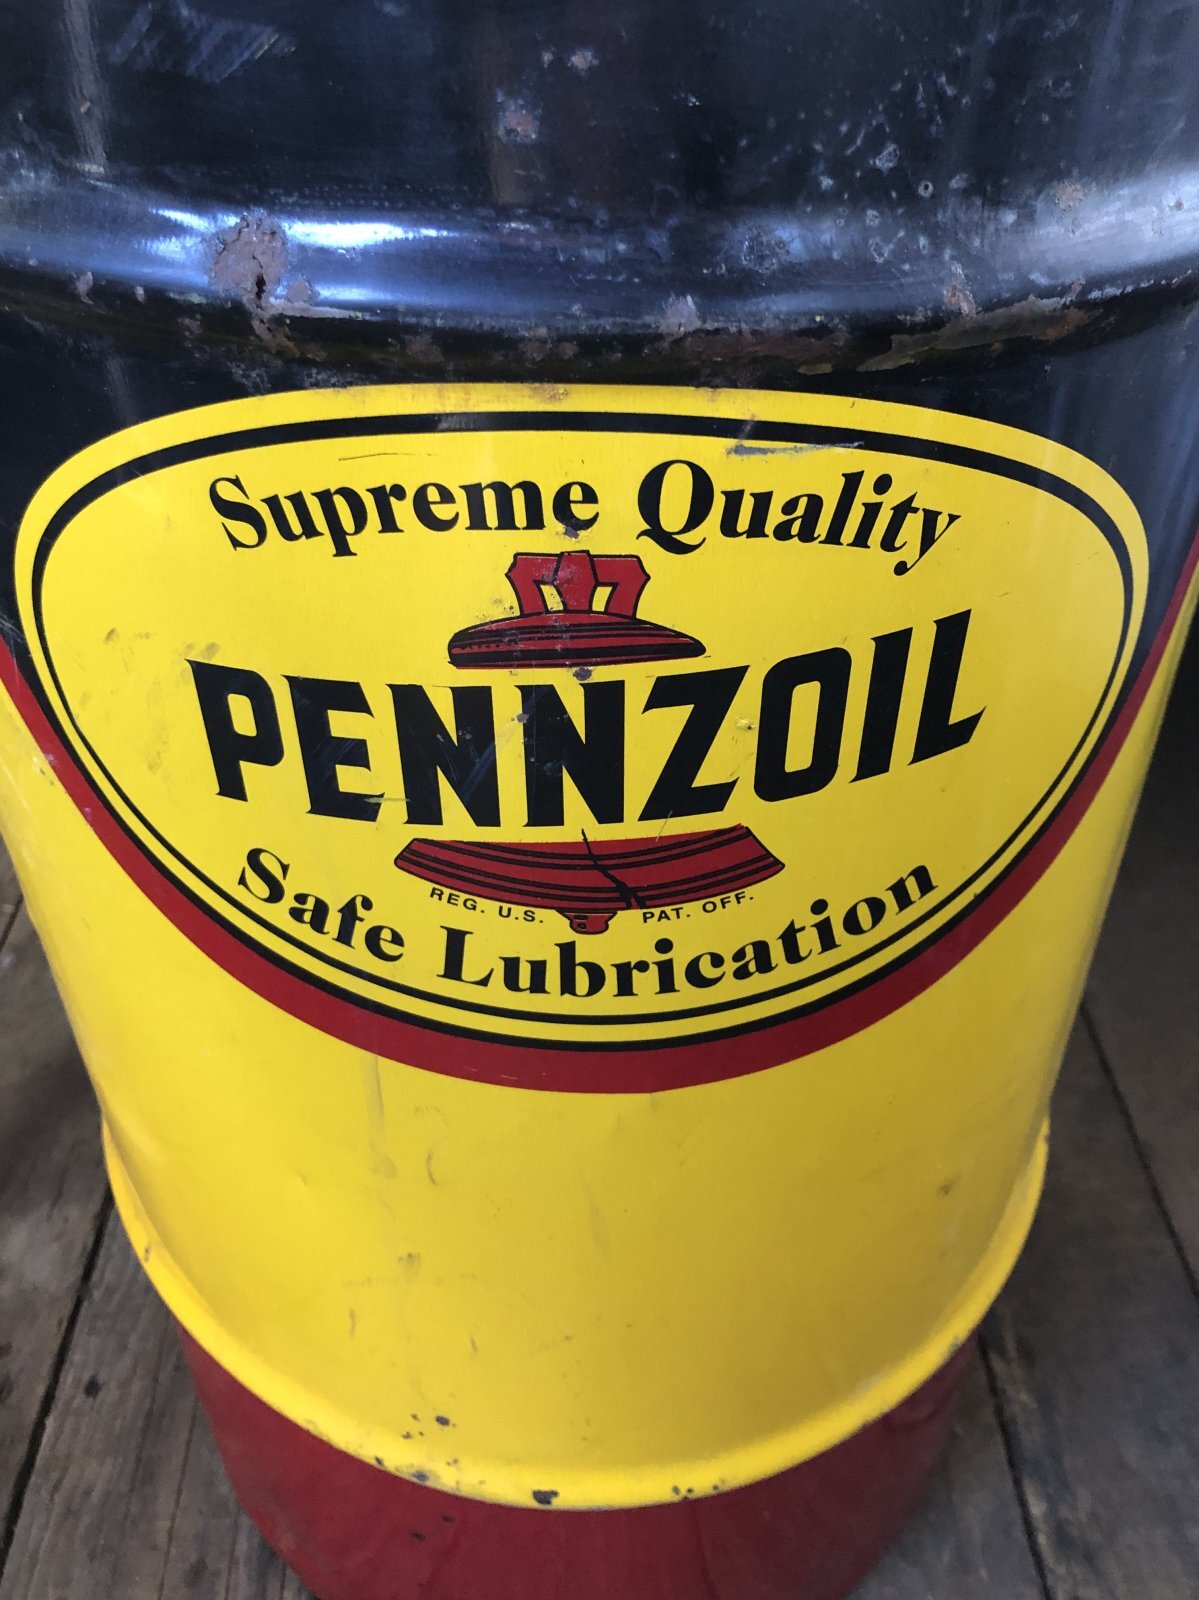 Supreme Quality
PENNZOIL
REG. U.S. PAT. OFF.
Safe Lubrication